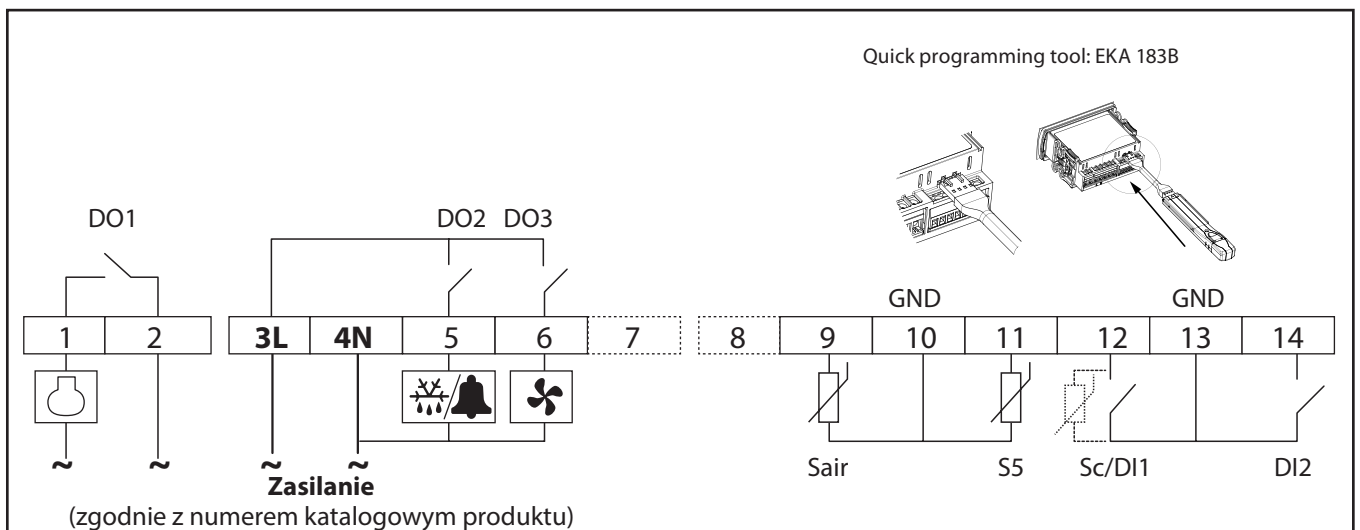 Quick programming tool: EKA 183B
DO1
DO2 DO3
GND GND
1 2 3L 4N 5 6 7 8 9 10 11 12 13 14
~ ~ ~ ~
Sair S5 Sc/DI1 DI2
Zasilanie
(zgodnie z numerem katalogowym produktu)